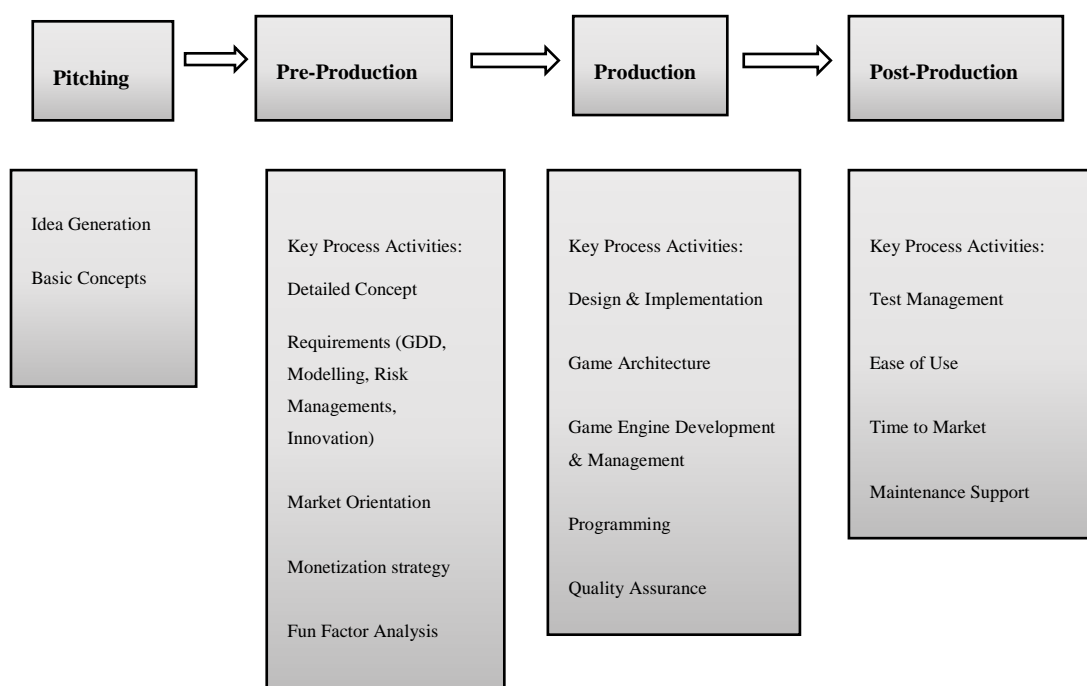 Pitching
Pre-Production
Production
Post-Production
Idea Generation
Basic Concepts
Key Process Activities:
Detailed Concept
Requirements (GDD,
Modelling, Risk
Managements,
Innovation)
Market Orientation
Monetization strategy
Fun Factor Analysis
Key Process Activities:
Design & Implementation
Game Architecture
Game Engine Development
& Management
Programming
Quality Assurance
Key Process Activities:
Test Management
Ease of Use
Time to Market
Maintenance Support